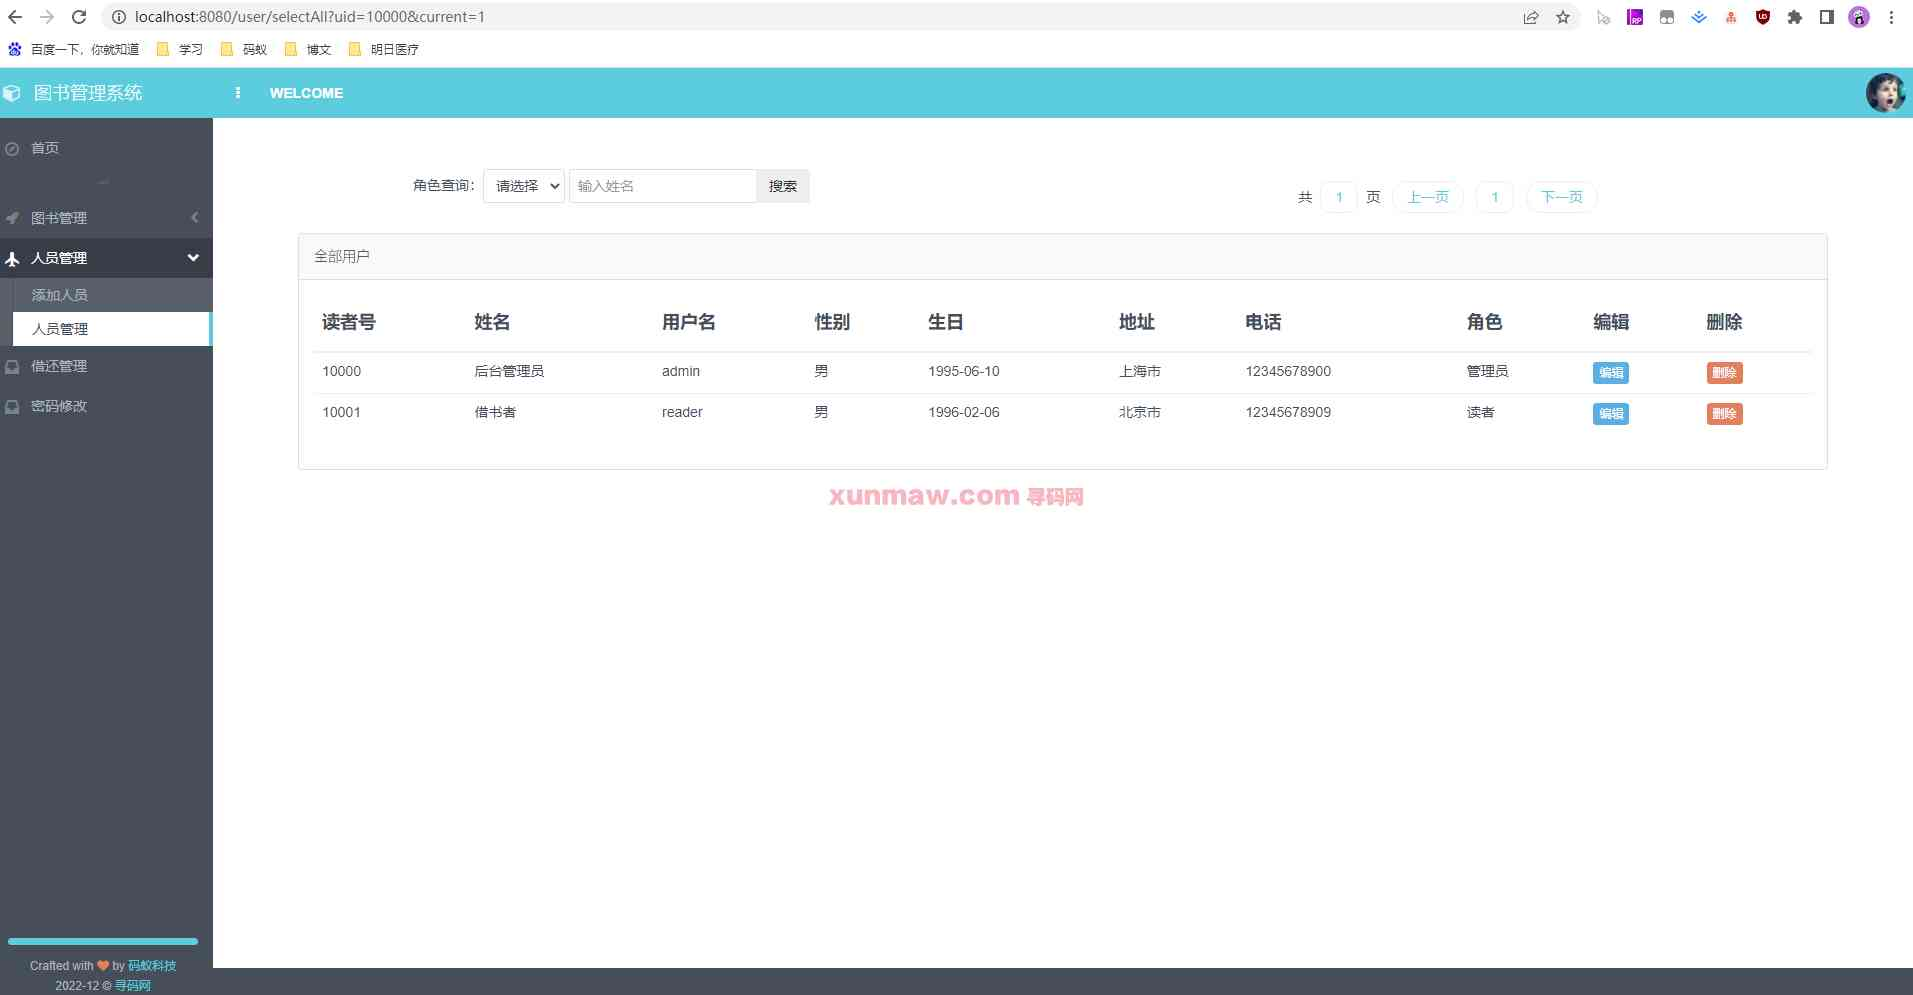 localhost:8080/user/selectAll?uid=10000&current=1
百度一下，你就知道 学习 码蚁 博文 明日医疗
图书管理系统 WELCOME
首页
图书管理
人员管理
添加人员
人员管理
借还管理
密码修改
角色查询： 请选择 输入姓名 搜索
共 1 页 上一页 1 下一页
全部用户
读者号 姓名 用户名 性别 生日 地址 电话 角色 编辑 删除
10000 后台管理员 admin 男 1995-06-10 上海市 12345678900 管理员 编辑 删除
10001 借书者 reader 男 1996-02-06 北京市 12345678909 读者 编辑 删除
xunmaw.com 寻码网
Crafted with by 码蚁科技
2022-12 © 寻码网